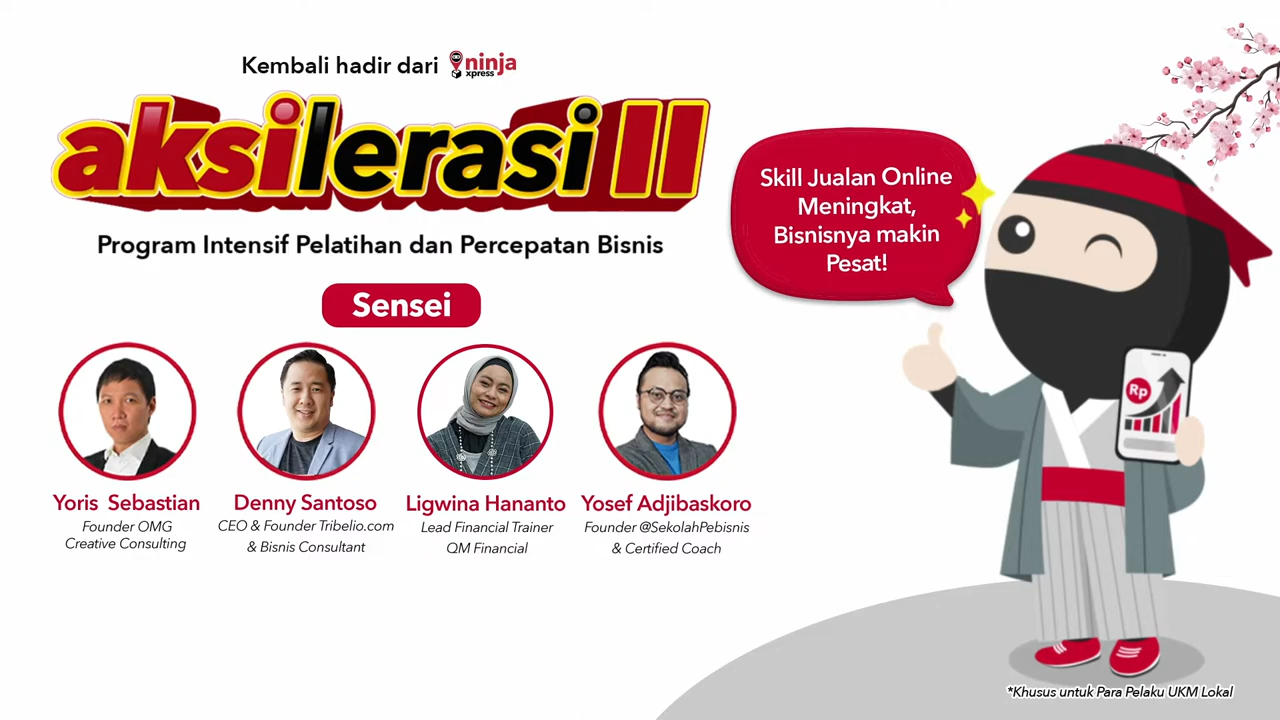 Kembali hadir dari ninja xpress
aksilerasi II
Program Intensif Pelatihan dan Percepatan Bisnis
Skill Jualan Online
Meningkat,
Bisnisnya makin
Pesat!
Sensei
Yoris Sebastian
Founder OMG
Creative Consulting
Denny Santoso
CEO & Founder Tribelio.com
& Bisnis Consultant
Ligwina Hananto
Lead Financial Trainer
QM Financial
Yosef Adjibaskoro
Founder @SekolahPebisnis
& Certified Coach
Rp
*Khusus untuk Para Pelaku UKM Lokal